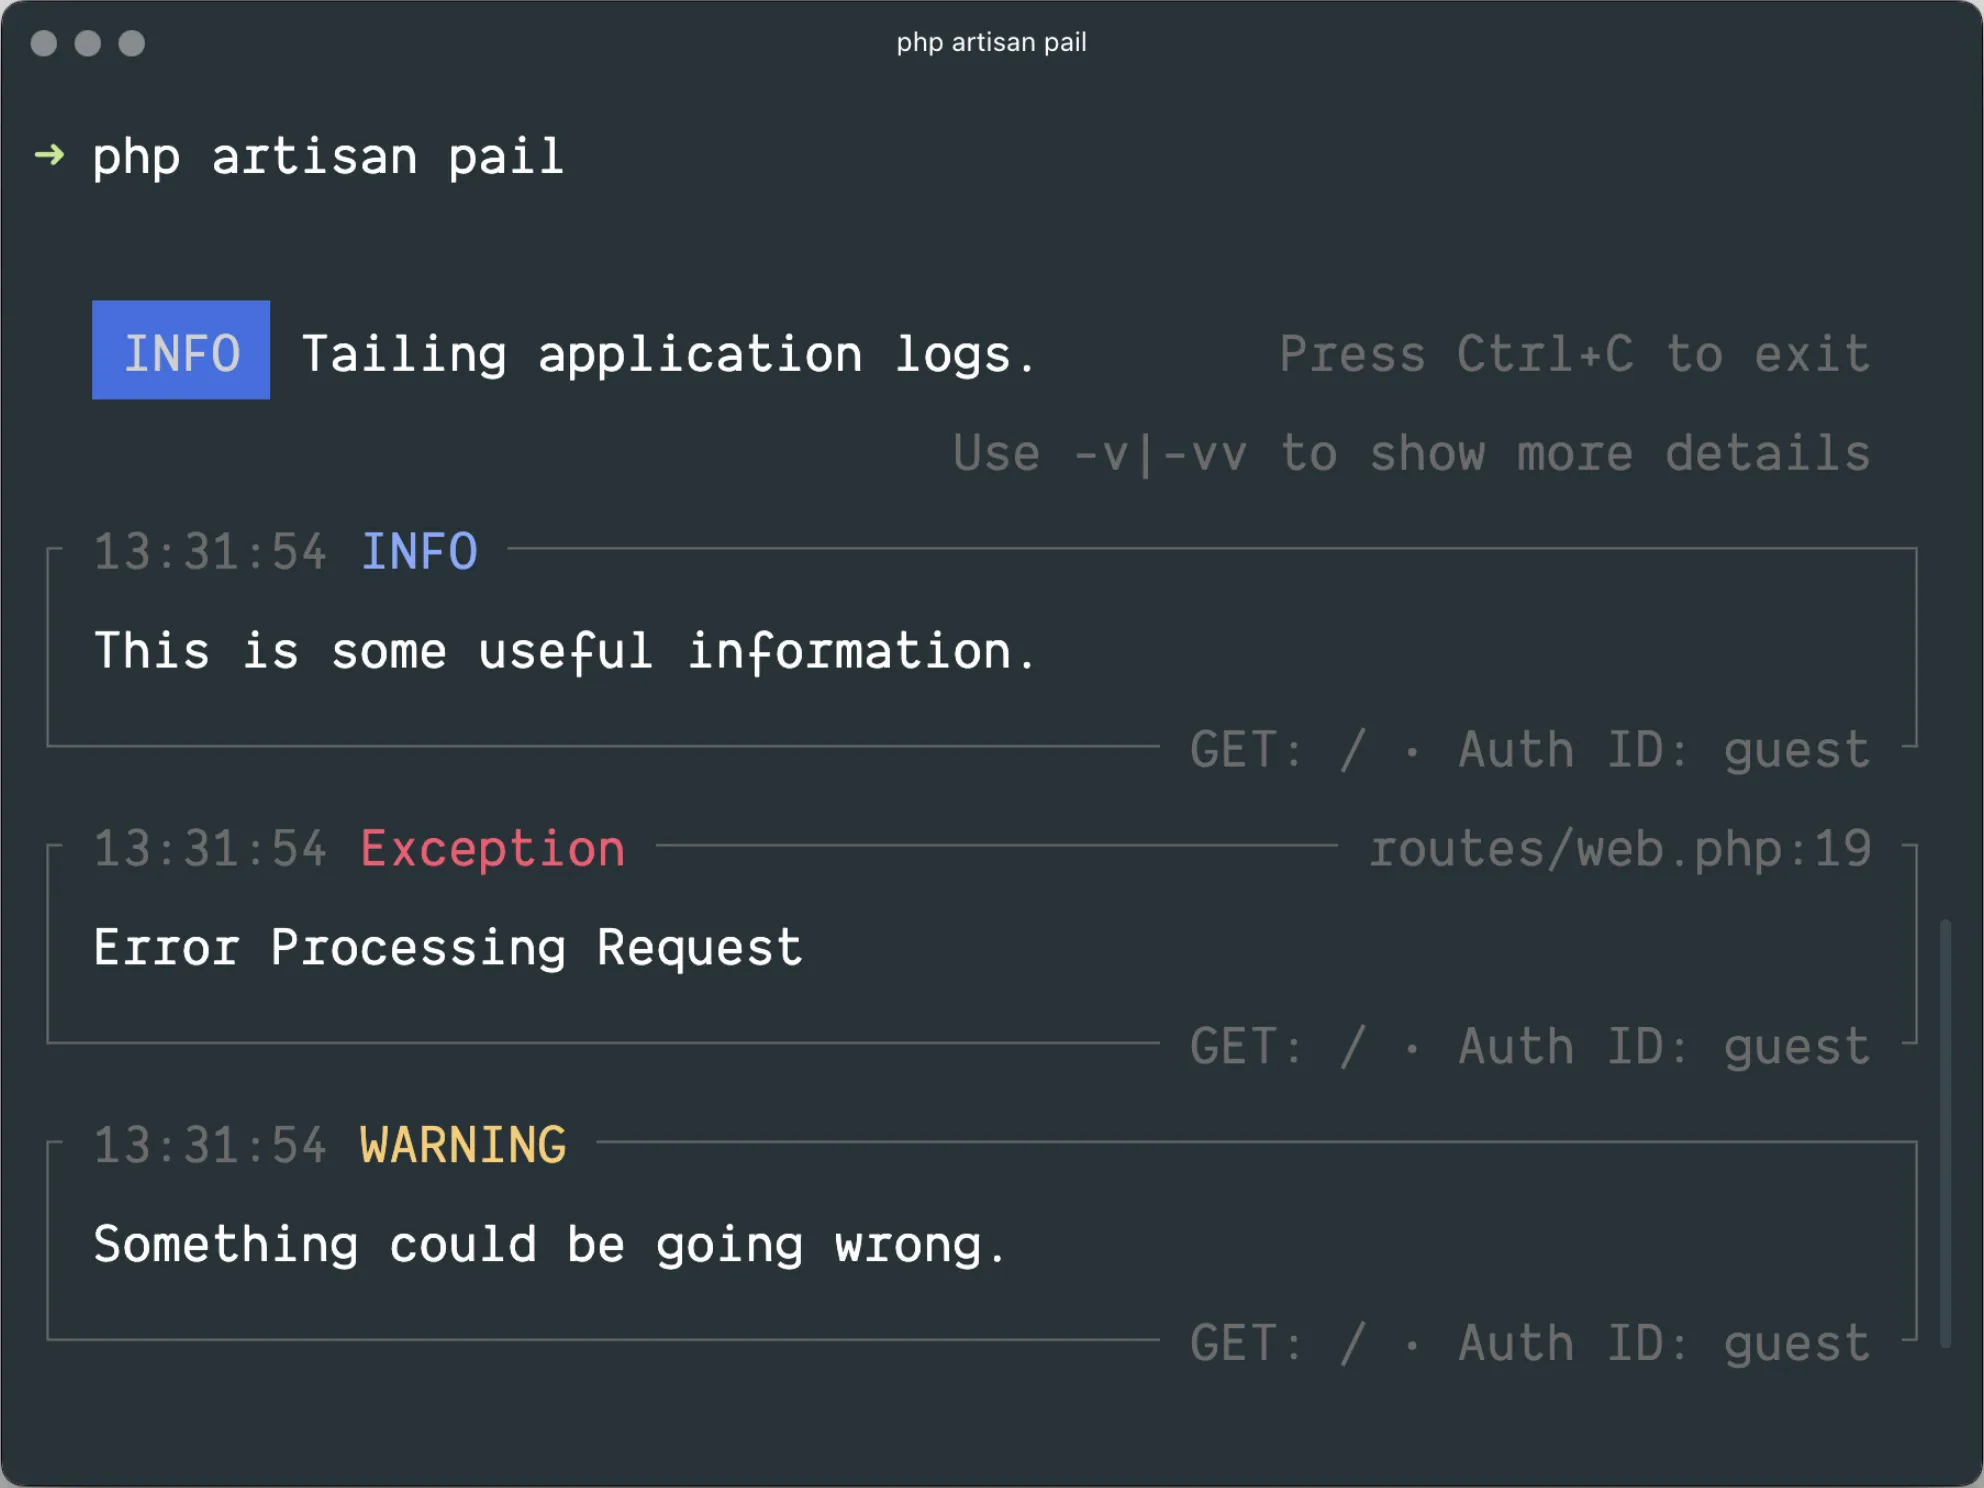 php artisan pail
➜ php artisan pail
INFO Tailing application logs. Press Ctrl+C to exit
Use -v|-vv to show more details
13:31:54 INFO
This is some useful information.
GET: / · Auth ID: guest
13:31:54 Exception routes/web.php:19
Error Processing Request
GET: / · Auth ID: guest
13:31:54 WARNING
Something could be going wrong.
GET: / · Auth ID: guest